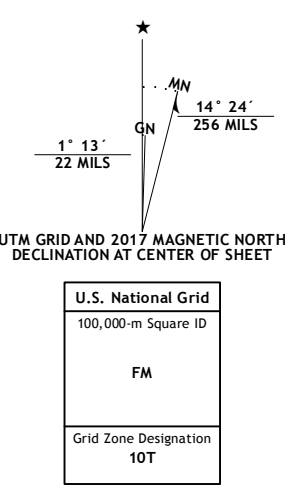 ★
MN
GN
14° 24´
256 MILS
1° 13´
22 MILS
UTM GRID AND 2017 MAGNETIC NORTH
DECLINATION AT CENTER OF SHEET
U.S. National Grid
100,000-m Square ID
FM
Grid Zone Designation
10T